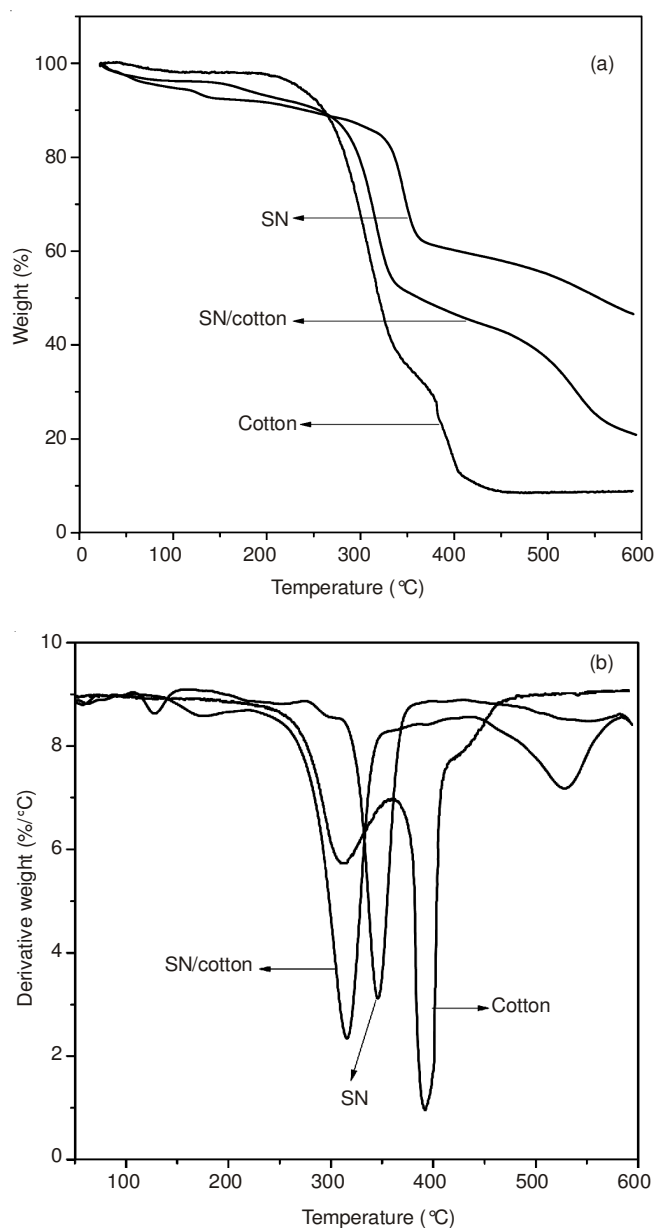 (a)
100
80
60
40
20
0
Weight (%)
SN
SN/cotton
Cotton
0 100 200 300 400 500 600
Temperature (°C)
(b)
10
8
6
4
2
0
Derivative weight (%/°C)
SN/cotton
Cotton
SN
100 200 300 400 500 600
Temperature (°C)